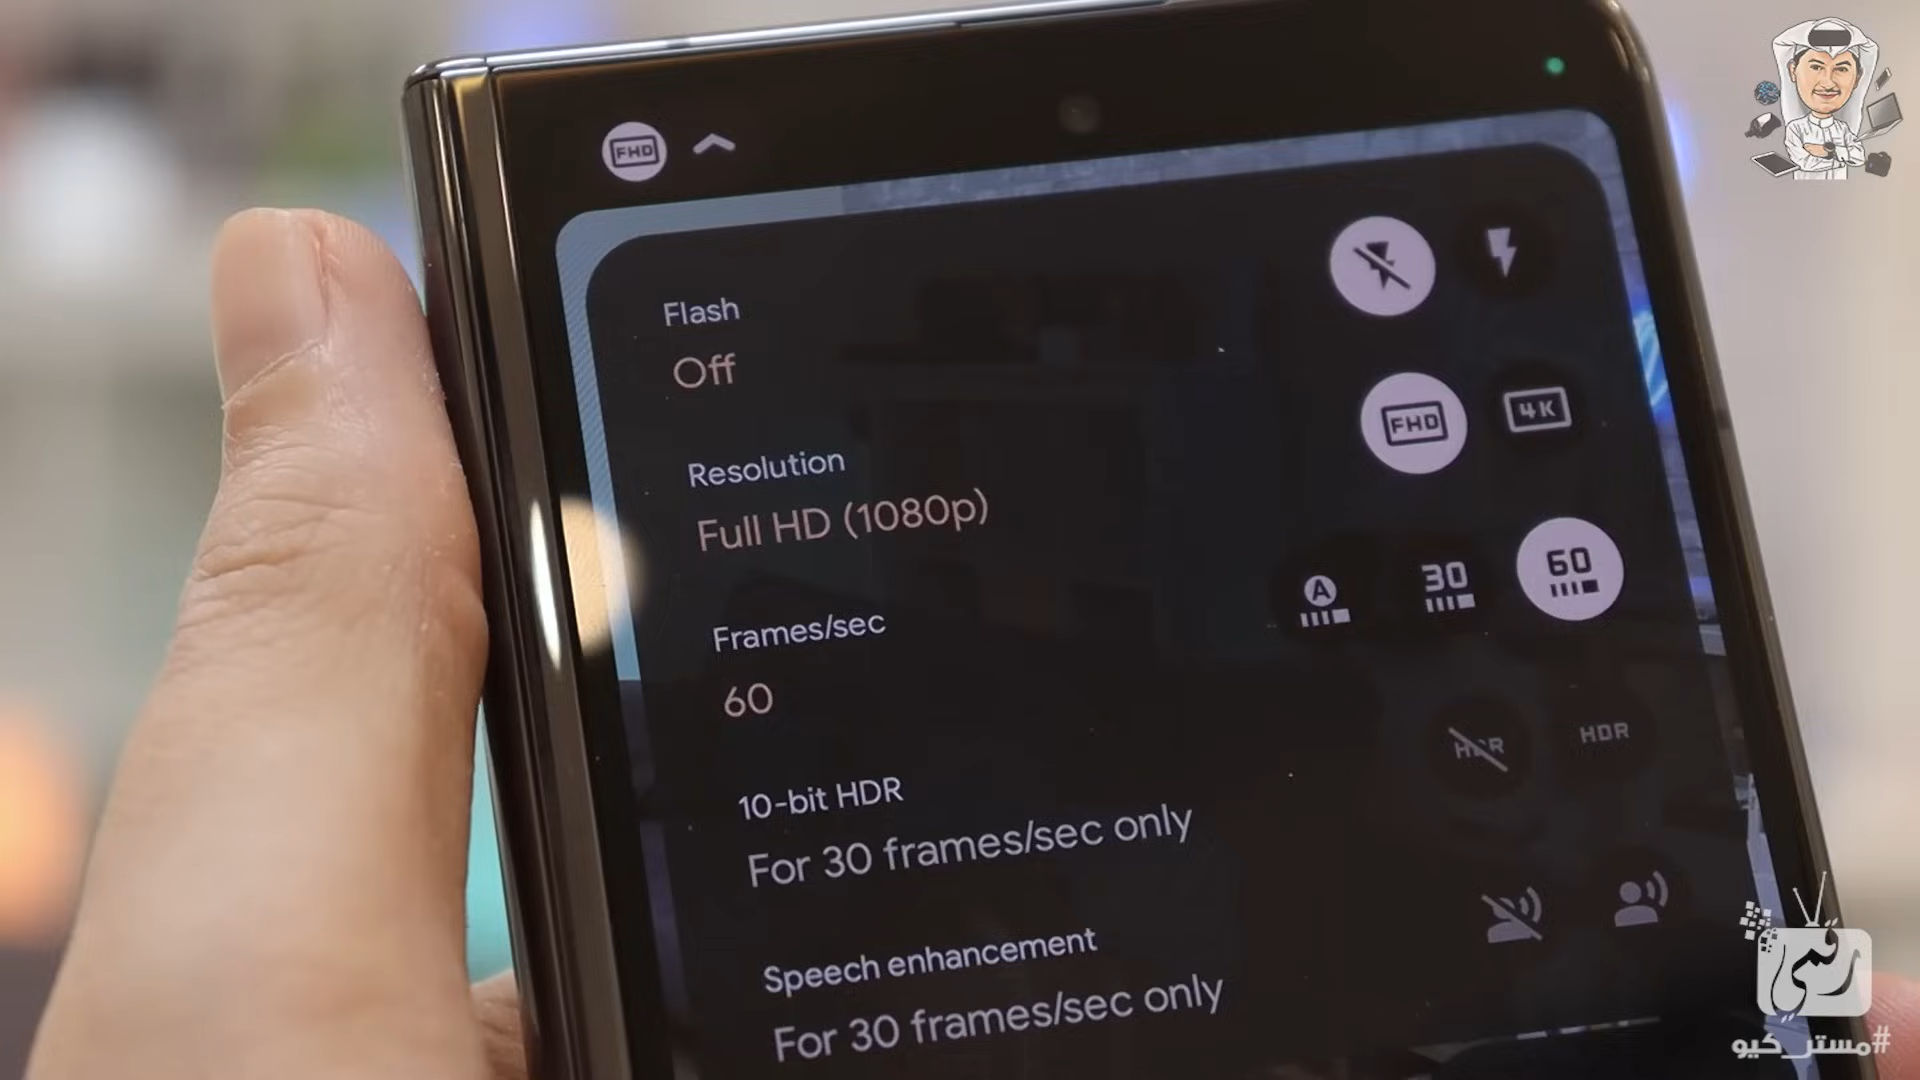 FHD
Flash
Off
Resolution
FHD 4K
Full HD (1080p)
Frames/sec
A 30 60
60
10-bit HDR
HDR HDR
For 30 frames/sec only
Speech enhancement
For 30 frames/sec only
رقمي
#مستر_كيو